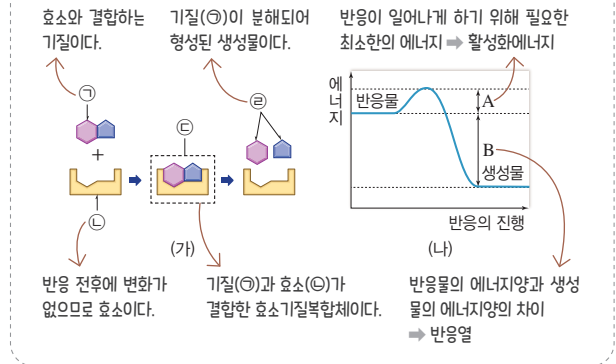 효소와 결합하는
기질이다.
기질(㉠)이 분해되어
형성된 생성물이다.
반응이 일어나게 하기 위해 필요한
최소한의 에너지 ➡ 활성화에너지
㉠
㉣
㉢
+
㉡
(가)
에너지
반응물
A
B
생성물
반응의 진행
(나)
반응 전후에 변화가
없으므로 효소이다.
기질(㉠)과 효소(㉡)가
결합한 효소기질복합체이다.
반응물의 에너지양과 생성
물의 에너지양의 차이
➡ 반응열